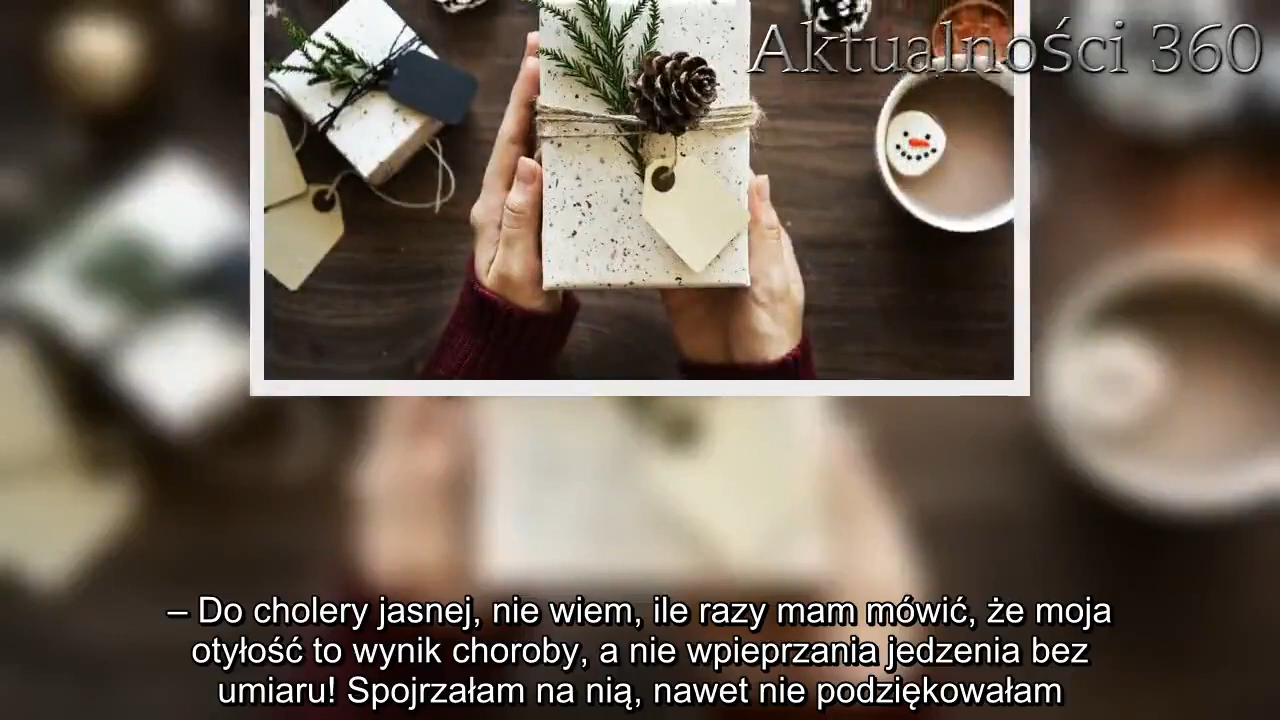 Aktualności 360
– Do cholery jasnej, nie wiem, ile razy mam mówić, że moja
otyłość to wynik choroby, a nie wpieprzania jedzenia bez
umiaru! Spojrzałam na nią, nawet nie podziękowałam